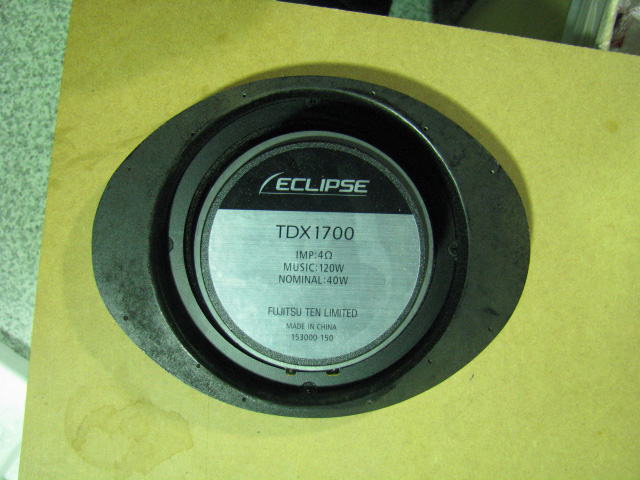 ECLIPSE
TDX1700
IMP:4Ω
MUSIC:120W
NOMINAL:40W
FUJITSU TEN LIMITED
MADE IN CHINA
153000-150